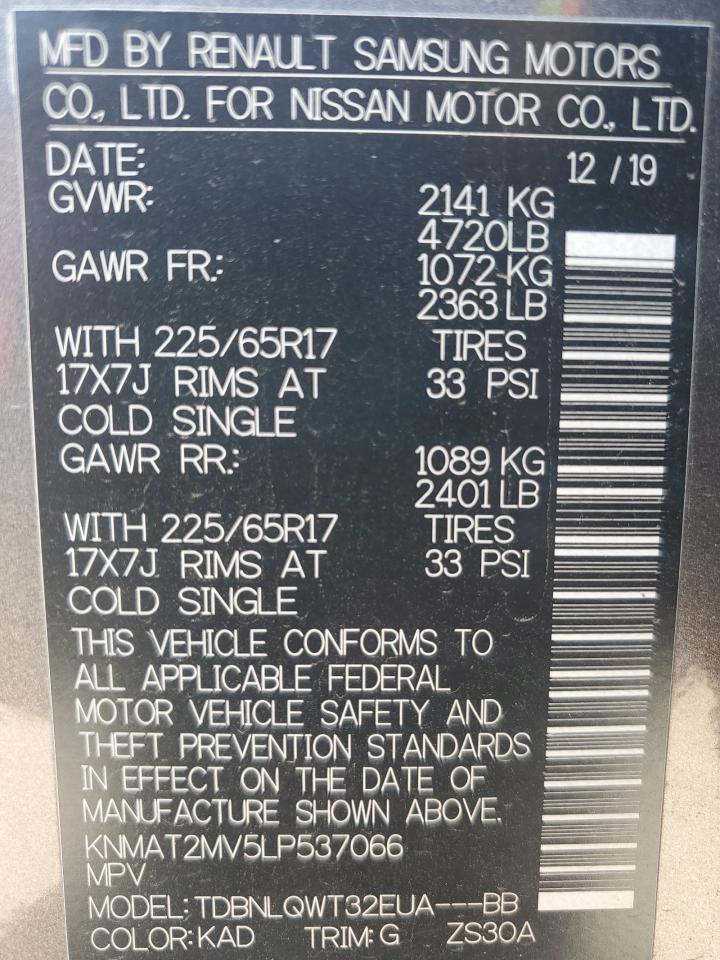 MFD BY RENAULT SAMSUNG MOTORS
CO., LTD. FOR NISSAN MOTOR CO., LTD.
DATE: 12 / 19
GVWR: 2141 KG
4720LB
GAWR FR.: 1072 KG
2363 LB
WITH 225/65R17 TIRES
17X7J RIMS AT 33 PSI
COLD SINGLE
GAWR RR.: 1089 KG
2401 LB
WITH 225/65R17 TIRES
17X7J RIMS AT 33 PSI
COLD SINGLE
THIS VEHICLE CONFORMS TO
ALL APPLICABLE FEDERAL
MOTOR VEHICLE SAFETY AND
THEFT PREVENTION STANDARDS
IN EFFECT ON THE DATE OF
MANUFACTURE SHOWN ABOVE.
KNMAT2MV5LP537066
MPV
MODEL: TDBNLQWT32EUA---BB
COLOR: KAD TRIM: G ZS30A